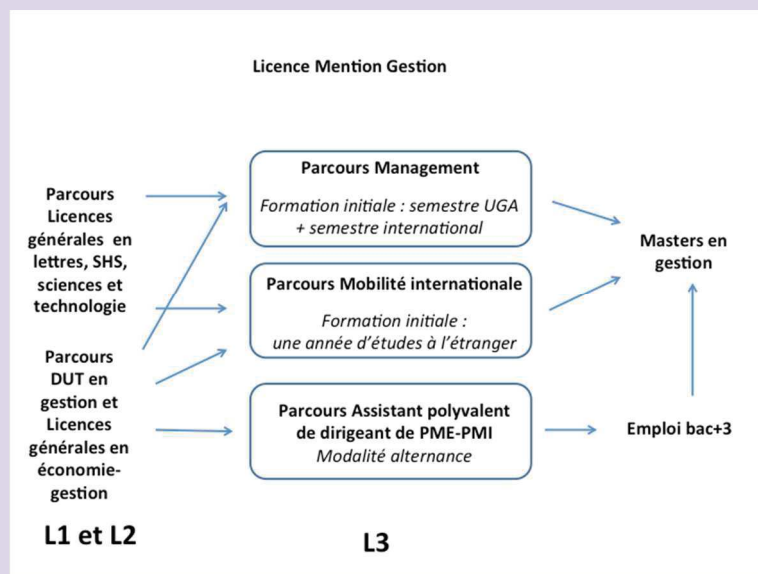 Licence Mention Gestion
Parcours
Licences
générales en
lettres, SHS,
sciences et
technologie
Parcours
DUT en
gestion et
Licences
générales en
économie-
gestion
L1 et L2
Parcours Management
Formation initiale : semestre UGA
+ semestre international
Parcours Mobilité internationale
Formation initiale :
une année d'études à l'étranger
Parcours Assistant polyvalent
de dirigeant de PME-PMI
Modalité alternance
L3
Masters en
gestion
Emploi bac+3